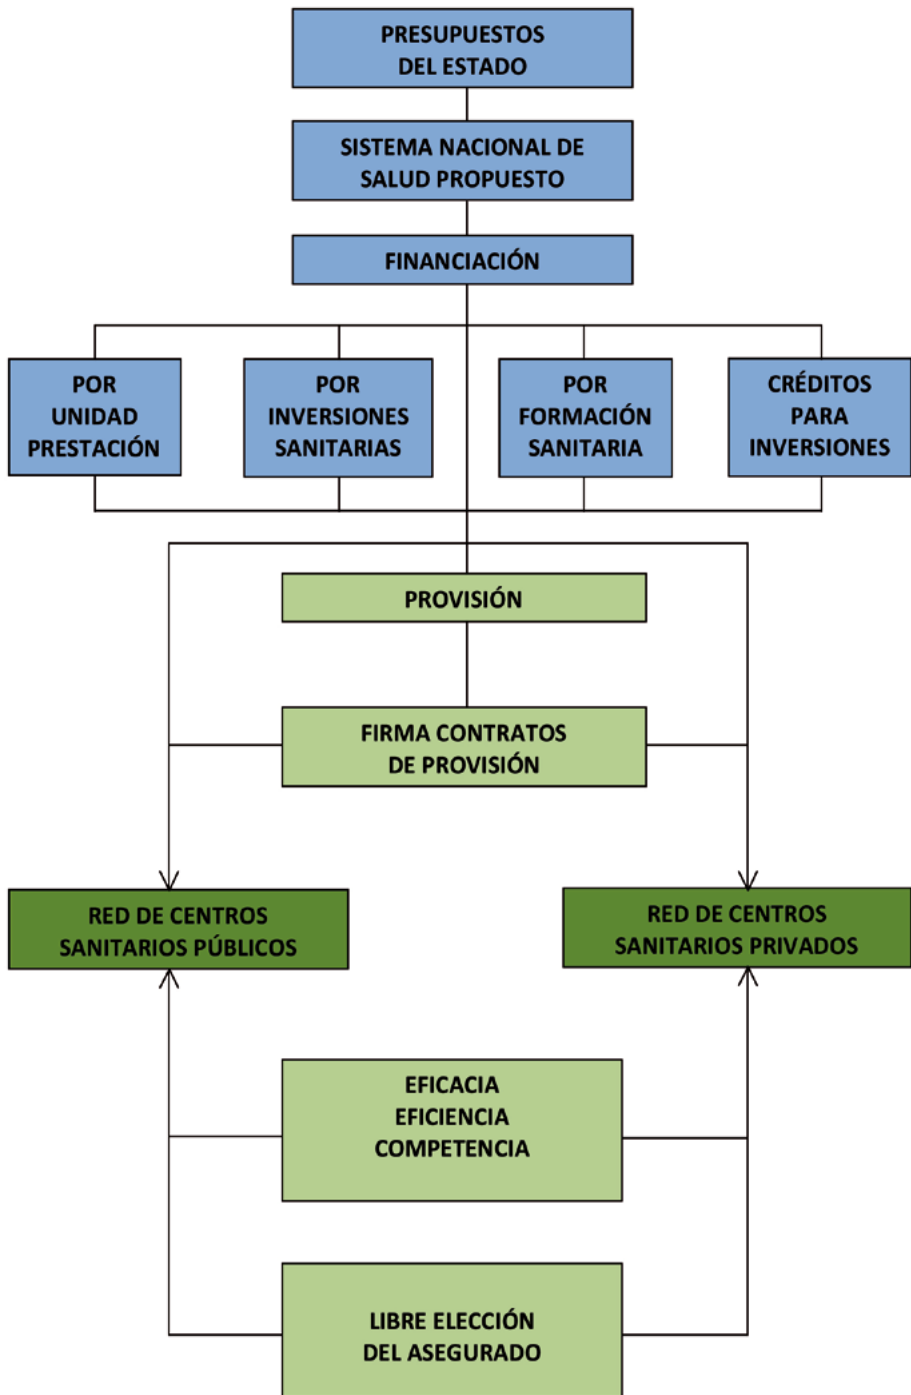 PRESUPUESTOS
DEL ESTADO
SISTEMA NACIONAL DE
SALUD PROPUESTO
FINANCIACIÓN
POR
UNIDAD
PRESTACIÓN
POR
INVERSIONES
SANITARIAS
POR
FORMACIÓN
SANITARIA
CRÉDITOS
PARA
INVERSIONES
PROVISIÓN
FIRMA CONTRATOS
DE PROVISIÓN
RED DE CENTROS
SANITARIOS PÚBLICOS
RED DE CENTROS
SANITARIOS PRIVADOS
EFICACIA
EFICIENCIA
COMPETENCIA
LIBRE ELECCIÓN
DEL ASEGURADO